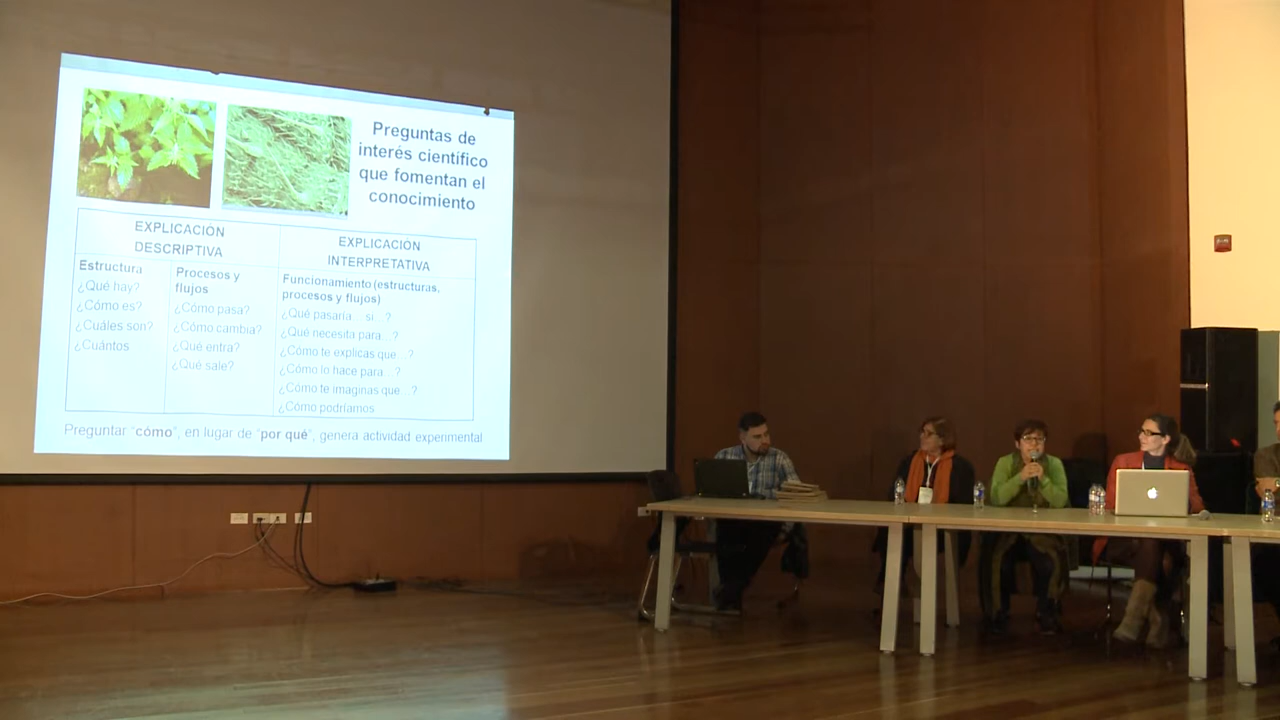 Preguntas de
interés científico
que fomentan el
conocimiento
EXPLICACIÓN
DESCRIPTIVA
EXPLICACIÓN
INTERPRETATIVA
Estructura
¿Qué hay?
¿Cómo es?
¿Cuáles son?
¿Cuántos
Procesos y
flujos
¿Cómo pasa?
¿Cómo cambia?
¿Qué entra?
¿Qué sale?
Funcionamiento (estructuras,
procesos y flujos)
¿Qué pasaría... si...?
¿Qué necesita para...?
¿Cómo te explicas que...?
¿Cómo lo hace para...?
¿Cómo te imaginas que...?
¿Cómo podríamos
Preguntar “cómo”, en lugar de “por qué”, genera actividad experimental